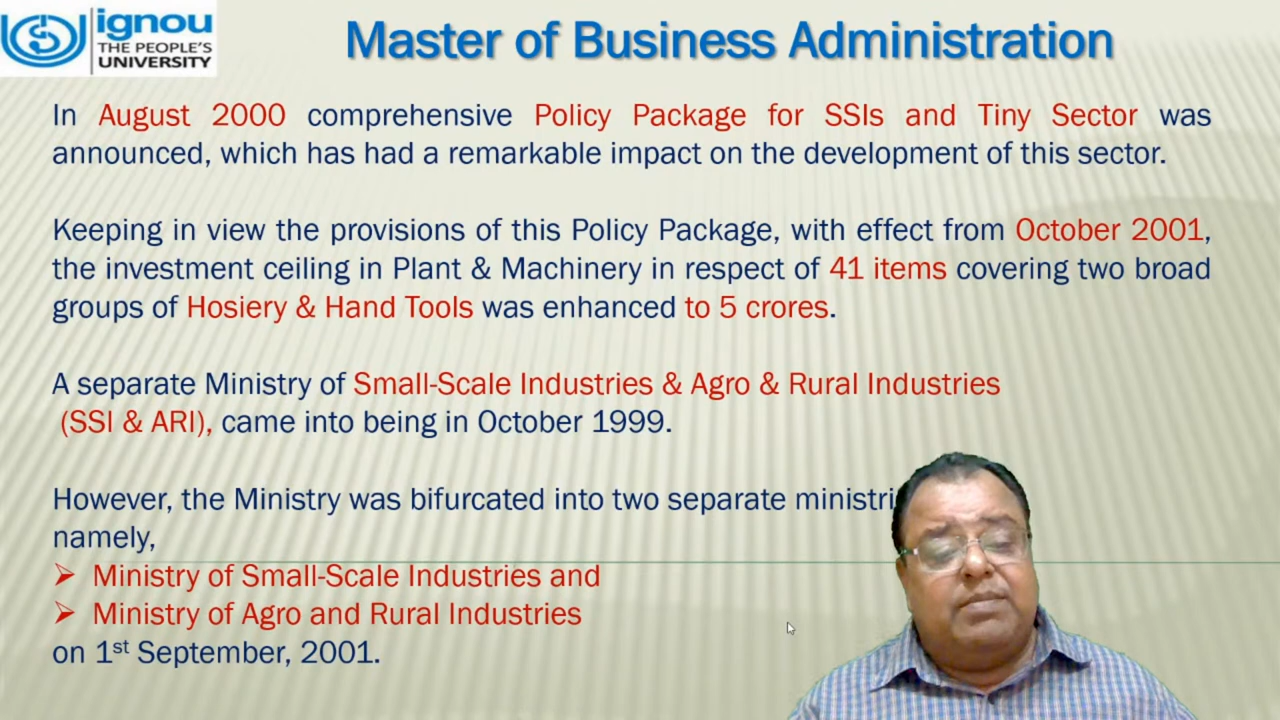 ignou
THE PEOPLE'S
UNIVERSITY
Master of Business Administration
In August 2000 comprehensive Policy Package for SSIs and Tiny Sector was
announced, which has had a remarkable impact on the development of this sector.
Keeping in view the provisions of this Policy Package, with effect from October 2001,
the investment ceiling in Plant & Machinery in respect of 41 items covering two broad
groups of Hosiery & Hand Tools was enhanced to 5 crores.
A separate Ministry of Small-Scale Industries & Agro & Rural Industries
(SSI & ARI), came into being in October 1999.
However, the Ministry was bifurcated into two separate
namely,
➢ Ministry of Small-Scale Industries and
➢ Ministry of Agro and Rural Industries
on 1st September, 2001.